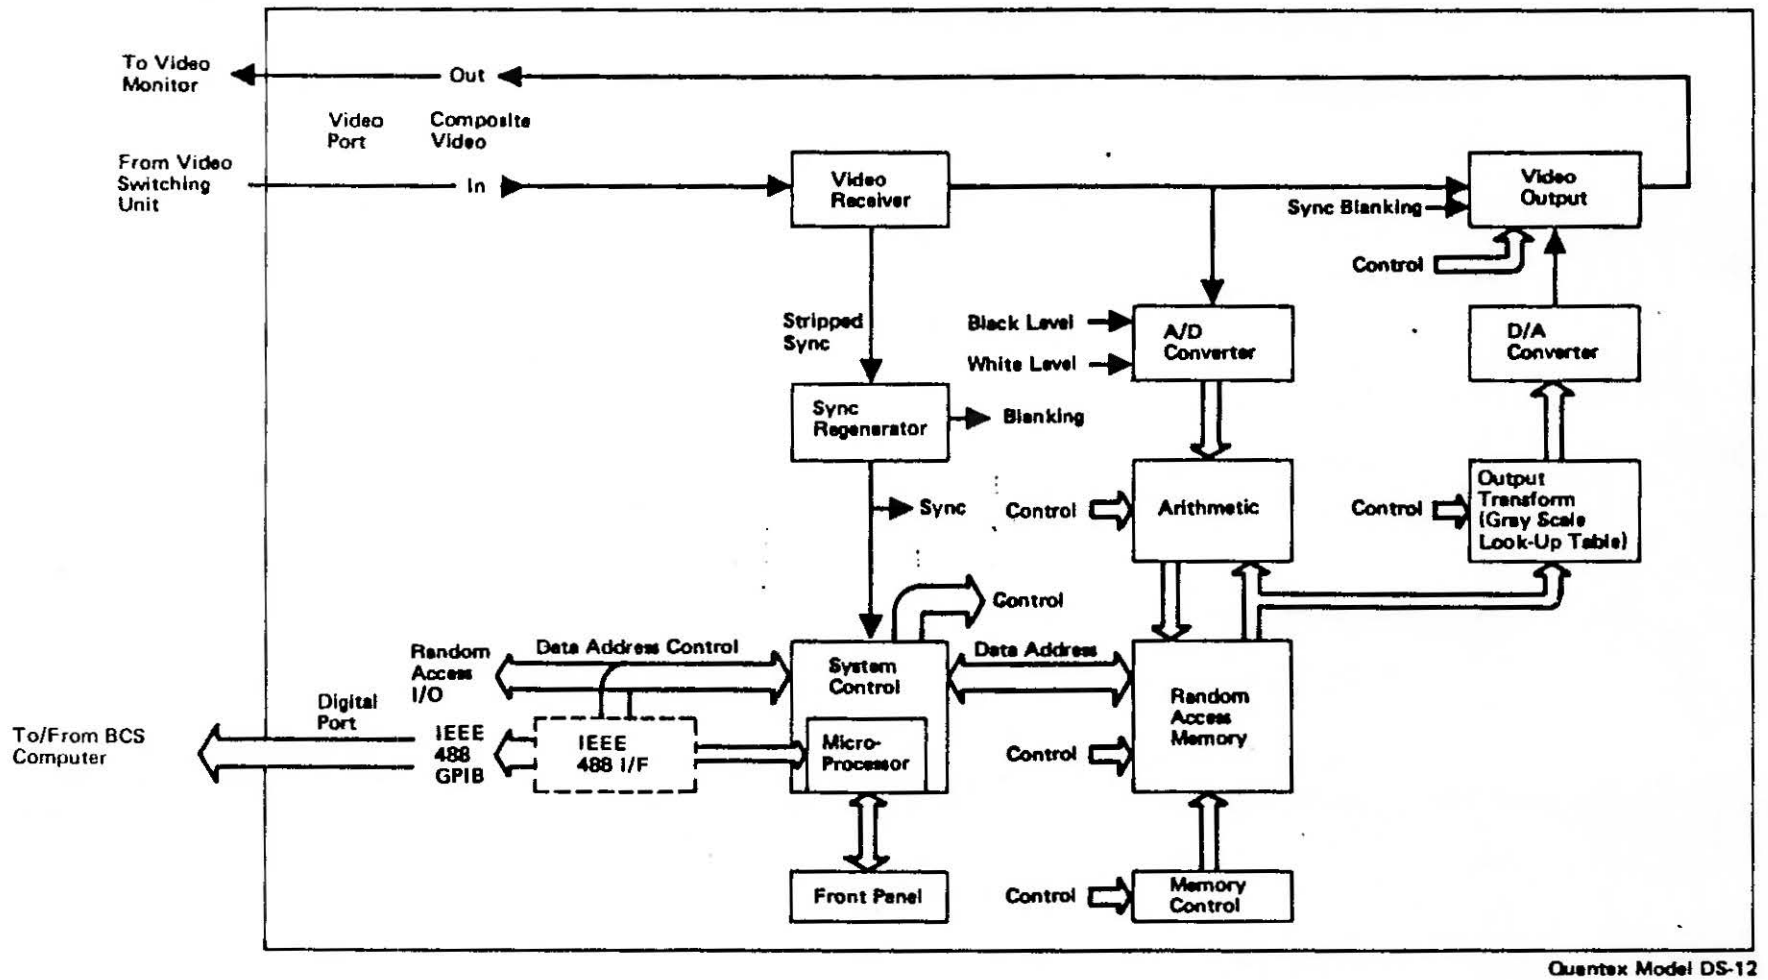 To Video
Monitor
Out
Video
Port
Composite
Video
From Video
Switching
Unit
In
Video
Receiver
Video
Output
Sync Blanking
Control
Stripped
Sync
Black Level
White Level
A/D
Converter
D/A
Converter
Sync
Regenerator
Blanking
Sync
Control
Arithmetic
Control
Output
Transform
(Gray Scale
Look-Up Table)
Control
Random
Access
I/O
Data Address Control
System
Control
Data Address
Random
Access
Memory
Digital
Port
To/From BCS
Computer
IEEE
488
GPIB
IEEE
488 I/F
Micro-
Processor
Control
Front Panel
Control
Memory
Control
Quantex Model DS-12